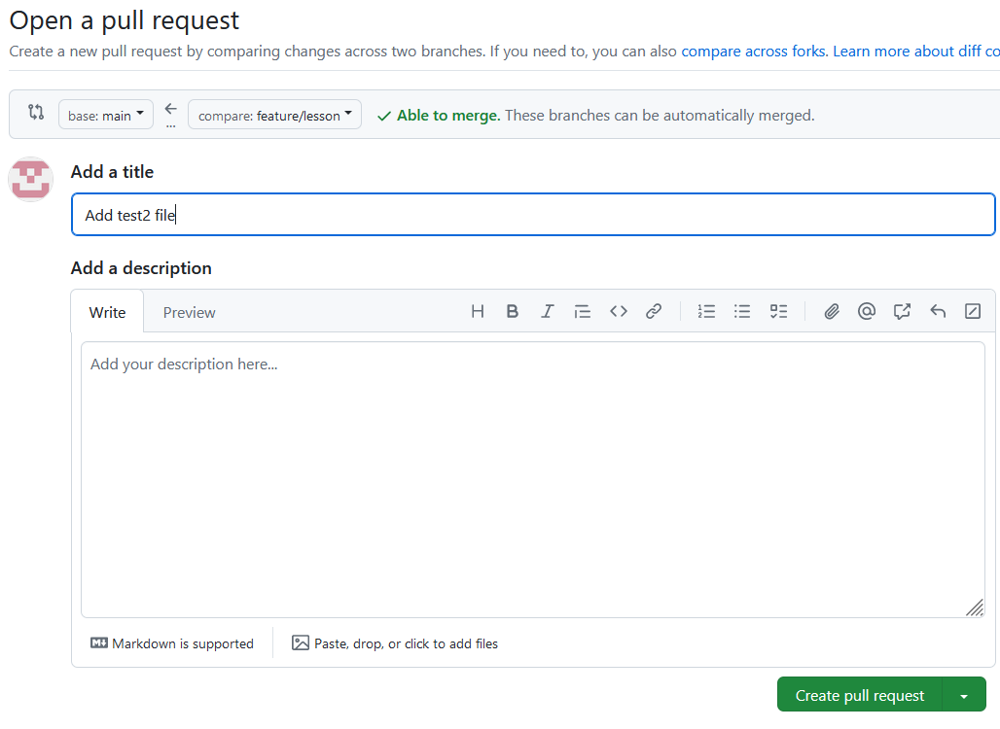 Open a pull request
Create a new pull request by comparing changes across two branches. If you need to, you can also compare across forks. Learn more about diff co
base: main ← ... compare: feature/lesson ✓ Able to merge. These branches can be automatically merged.
Add a title
Add test2 file
Add a description
Write Preview H B I <> @
Add your description here...
Markdown is supported Paste, drop, or click to add files
Create pull request